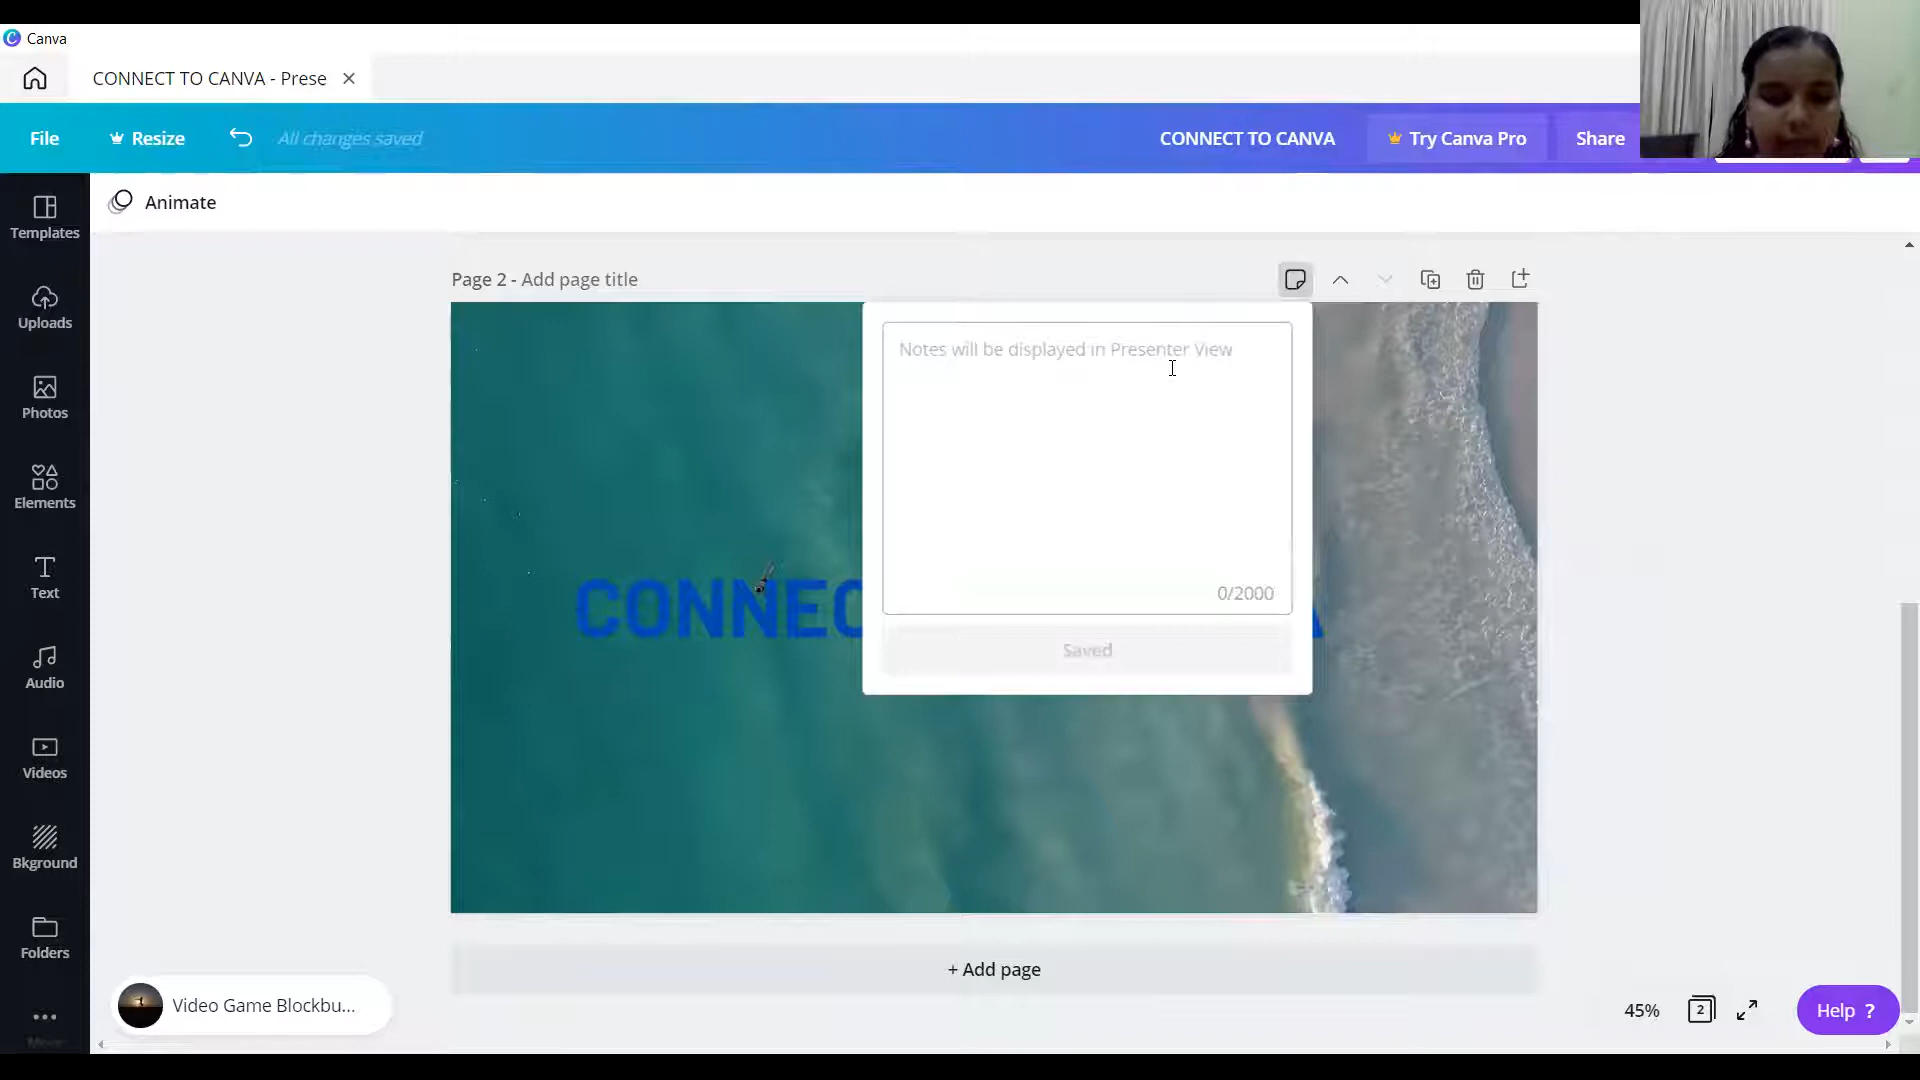 Canva
CONNECT TO CANVA - Prese
File
Resize
All changes saved
CONNECT TO CANVA
Try Canva Pro
Share
Templates
Animate
Uploads
Photos
Elements
Text
Audio
Videos
Bkground
Folders
Page 2 - Add page title
Notes will be displayed in Presenter View
0/2000
Saved
CONNEC
A
+ Add page
Video Game Blockbu...
45%
2
Help ?